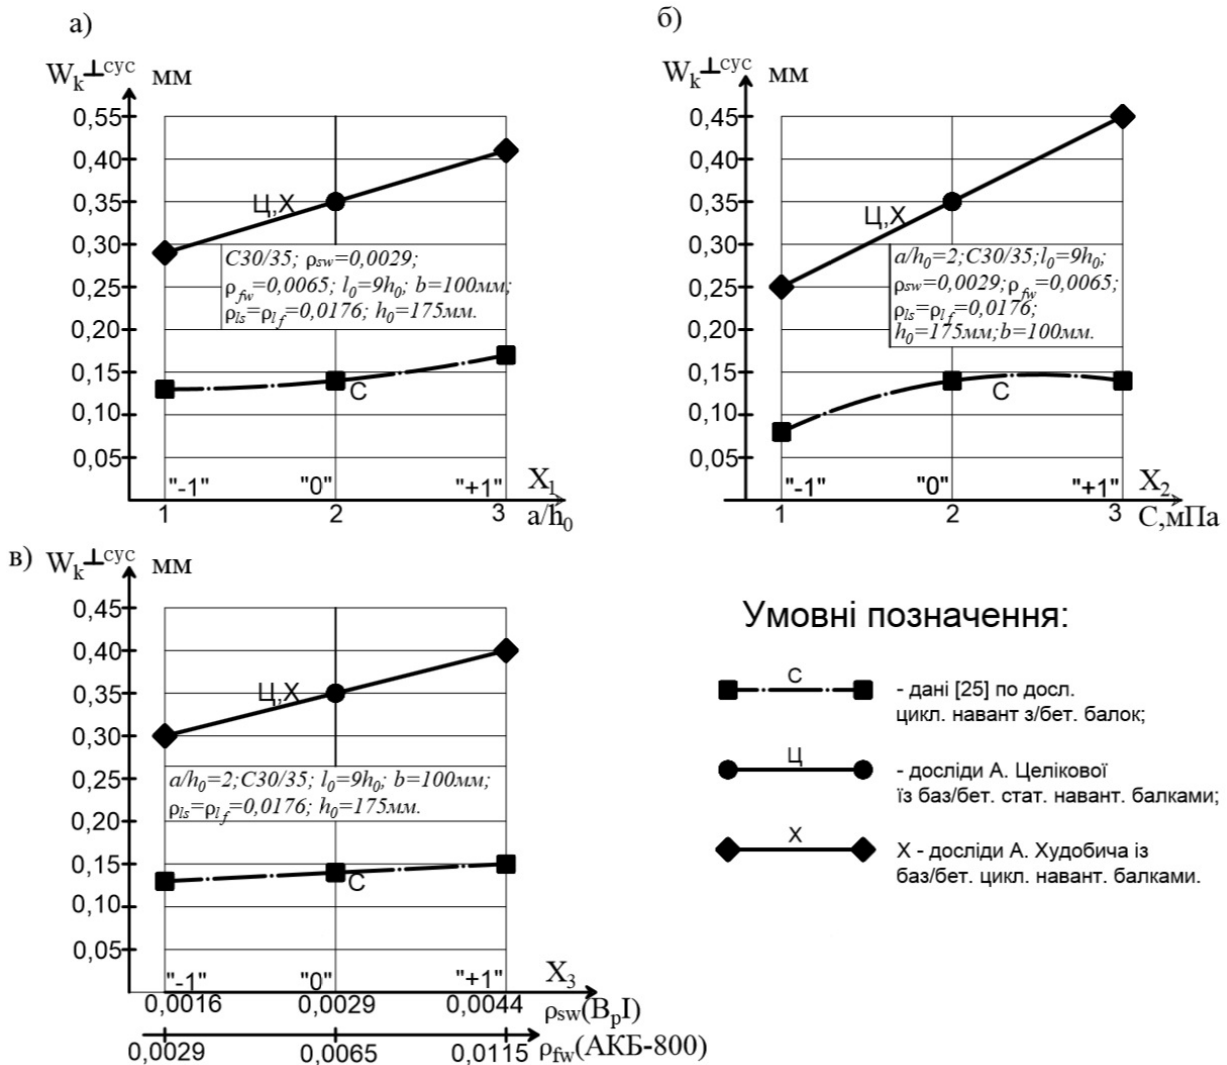 а)
Wₖ⊥сус мм
0,55
0,40
0,35
0,30
0,25
0,20
0,15
0,10
0,05
Ц,Х
С30/35; ρsw=0,0029;
ρfw=0,0065; l₀=9h₀; b=100мм;
ρls=ρlf=0,0176; h₀=175мм.
С
"-1" "0" "+1" X₁
1 2 3 a/h₀
б)
Wₖ⊥сус мм
0,45
0,40
0,35
0,30
0,25
0,20
0,15
0,10
0,05
Ц,Х
a/h₀=2;С30/35;l₀=9h₀;
ρsw=0,0029;ρfw=0,0065;
ρls=ρlf=0,0176;
h₀=175мм;b=100мм.
С
"-1" "0" "+1" X₂
1 2 3 С,мПа
в)
Wₖ⊥сус мм
0,45
0,40
0,35
0,30
0,25
0,20
0,15
0,10
0,05
Ц,Х
a/h₀=2;С30/35; l₀=9h₀; b=100мм;
ρls=ρlf=0,0176; h₀=175мм.
С
"-1" "0" "+1" X₃
0,0016 0,0029 0,0044 ρsw(BpI)
0,0029 0,0065 0,0115 ρfw(АКБ-800)
Умовні позначення:
С
- дані [25] по досл.
цикл. навант з/бет. балок;
Ц
- досліди А. Целікової
їз баз/бет. стат. навант. балками;
Х
Х - досліди А. Худобича із
баз/бет. цикл. навант. балками.